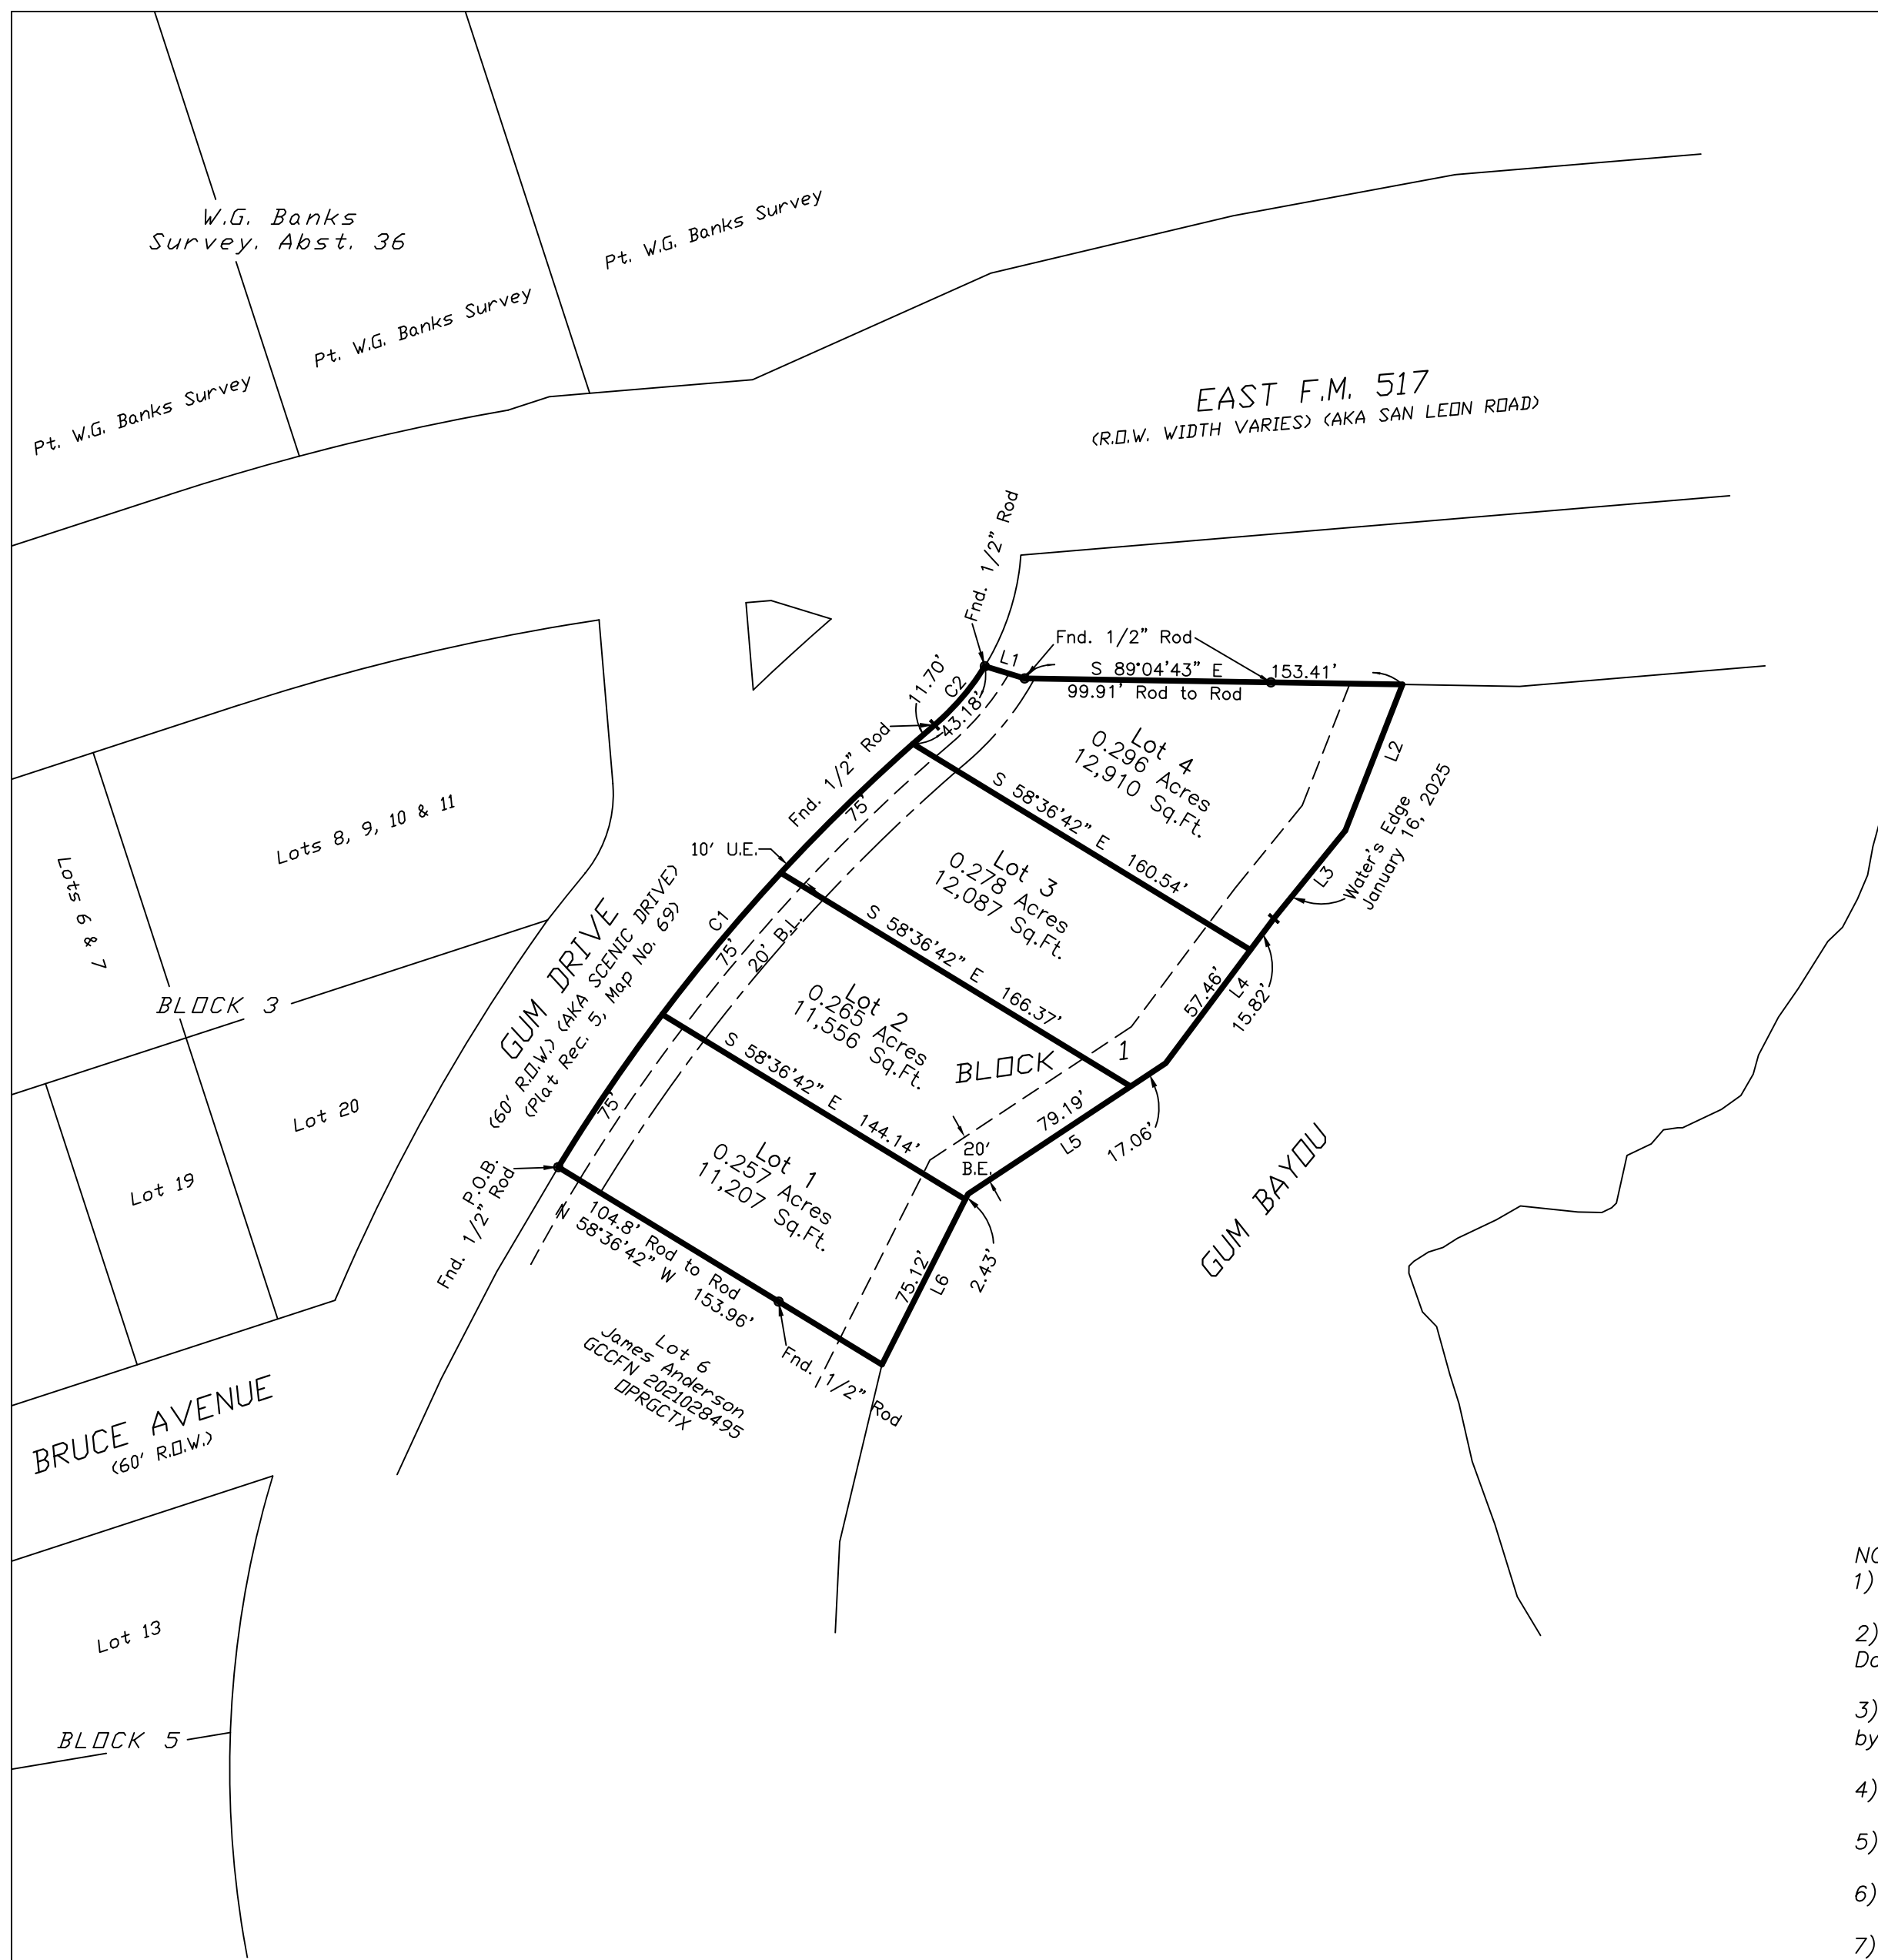 W.G. Banks
Survey, Abst. 36
Pt. W.G. Banks Survey
Pt. W.G. Banks Survey
Pt. W.G. Banks Survey
EAST F.M. 517
(R.O.W. WIDTH VARIES) (AKA SAN LEON ROAD)
Fnd. 1/2" Rod
Fnd. 1/2" Rod
L1
S 89°04'43" E
153.41'
99.91' Rod to Rod
11.70'
C2
43.18'
Fnd. 1/2" Rod
Lot 4
0.296 Acres
12,910 Sq.Ft.
L2
S 58°36'42" E 160.54'
Water's Edge
January 16, 2025
L3
75'
10' U.E.
Lot 3
0.278 Acres
12,087 Sq.Ft.
S 58°36'42" E 166.37'
57.46'
L4
15.82'
C1
75'
20' B.L.
Lot 2
0.265 Acres
11,556 Sq.Ft.
BLOCK 1
S 58°36'42" E 144.14'
79.19'
L5
17.06'
20'
B.E.
GUM DRIVE
(60' R.O.W.) (AKA SCENIC DRIVE)
(Plat Rec. 5, Map No. 69)
75'
P.O.B.
Fnd. 1/2" Rod
Lot 1
0.257 Acres
11,207 Sq.Ft.
104.8' Rod to Rod
N 58°36'42" W 153.96'
75.12'
L6
2.43'
Fnd. 1/2" Rod
GUM BAYOU
Lot 6
James Anderson
GCCFN 2021028495
OPRGCTX
Lots 8, 9, 10 & 11
Lots 6 & 7
BLOCK 3
Lot 20
Lot 19
BRUCE AVENUE
(60' R.O.W.)
Lot 13
BLOCK 5
NO
1)
2)
Da
3)
by
4)
5)
6)
7)